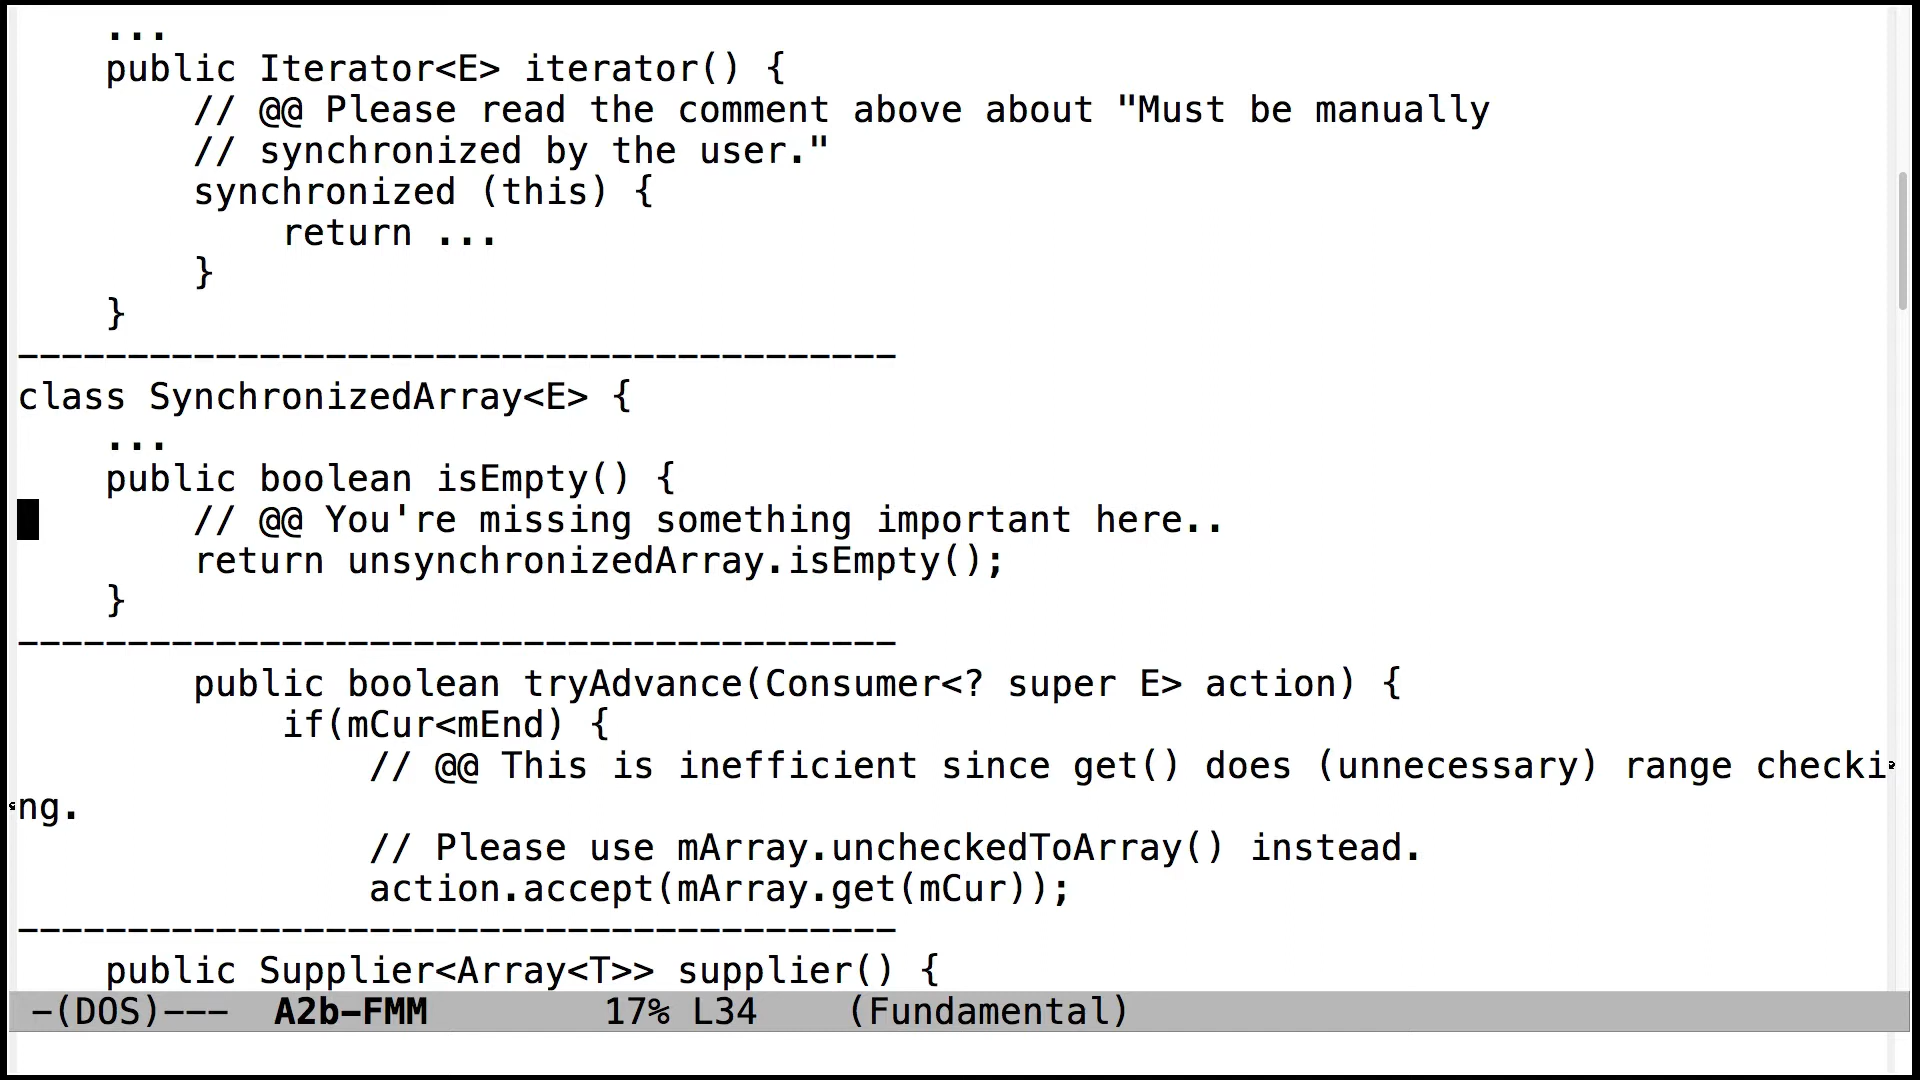 ...
public Iterator<E> iterator() {
// @@ Please read the comment above about "Must be manually
// synchronized by the user."
synchronized (this) {
return ...
}
}
----------------------------------------
class SynchronizedArray<E> {
...
public boolean isEmpty() {
// @@ You're missing something important here..
return unsynchronizedArray.isEmpty();
}
----------------------------------------
public boolean tryAdvance(Consumer<? super E> action) {
if(mCur<mEnd) {
// @@ This is inefficient since get() does (unnecessary) range checki
ng.
// Please use mArray.uncheckedToArray() instead.
action.accept(mArray.get(mCur));
----------------------------------------
public Supplier<Array<T>> supplier() {
-(DOS)--- A2b-FMM 17% L34 (Fundamental)